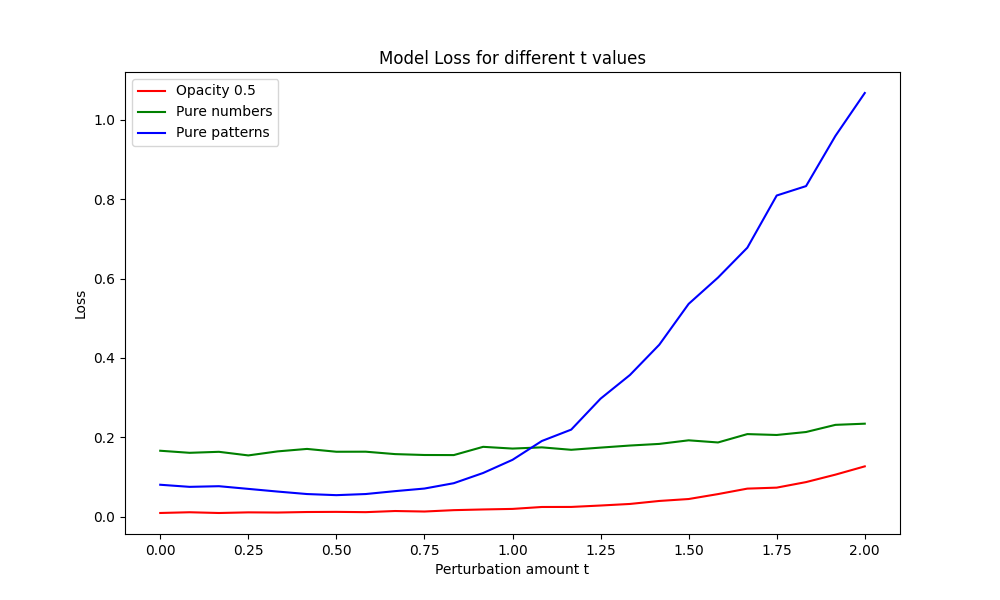 Model Loss for different t values
Opacity 0.5
Pure numbers
Pure patterns
1.0
0.8
0.6
0.4
0.2
0.0
Loss
0.00 0.25 0.50 0.75 1.00 1.25 1.50 1.75 2.00
Perturbation amount t